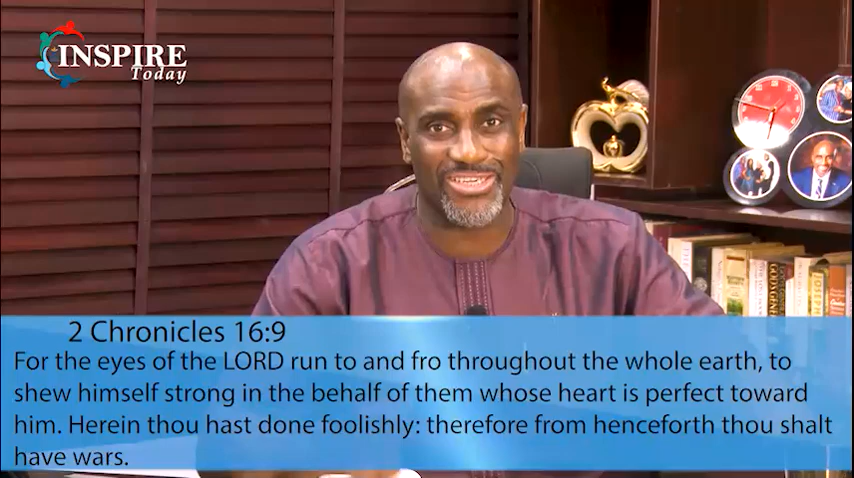 INSPIRE
Today
2 Chronicles 16:9
For the eyes of the LORD run to and fro throughout the whole earth, to
shew himself strong in the behalf of them whose heart is perfect toward
him. Herein thou hast done foolishly: therefore from henceforth thou shalt
have wars.